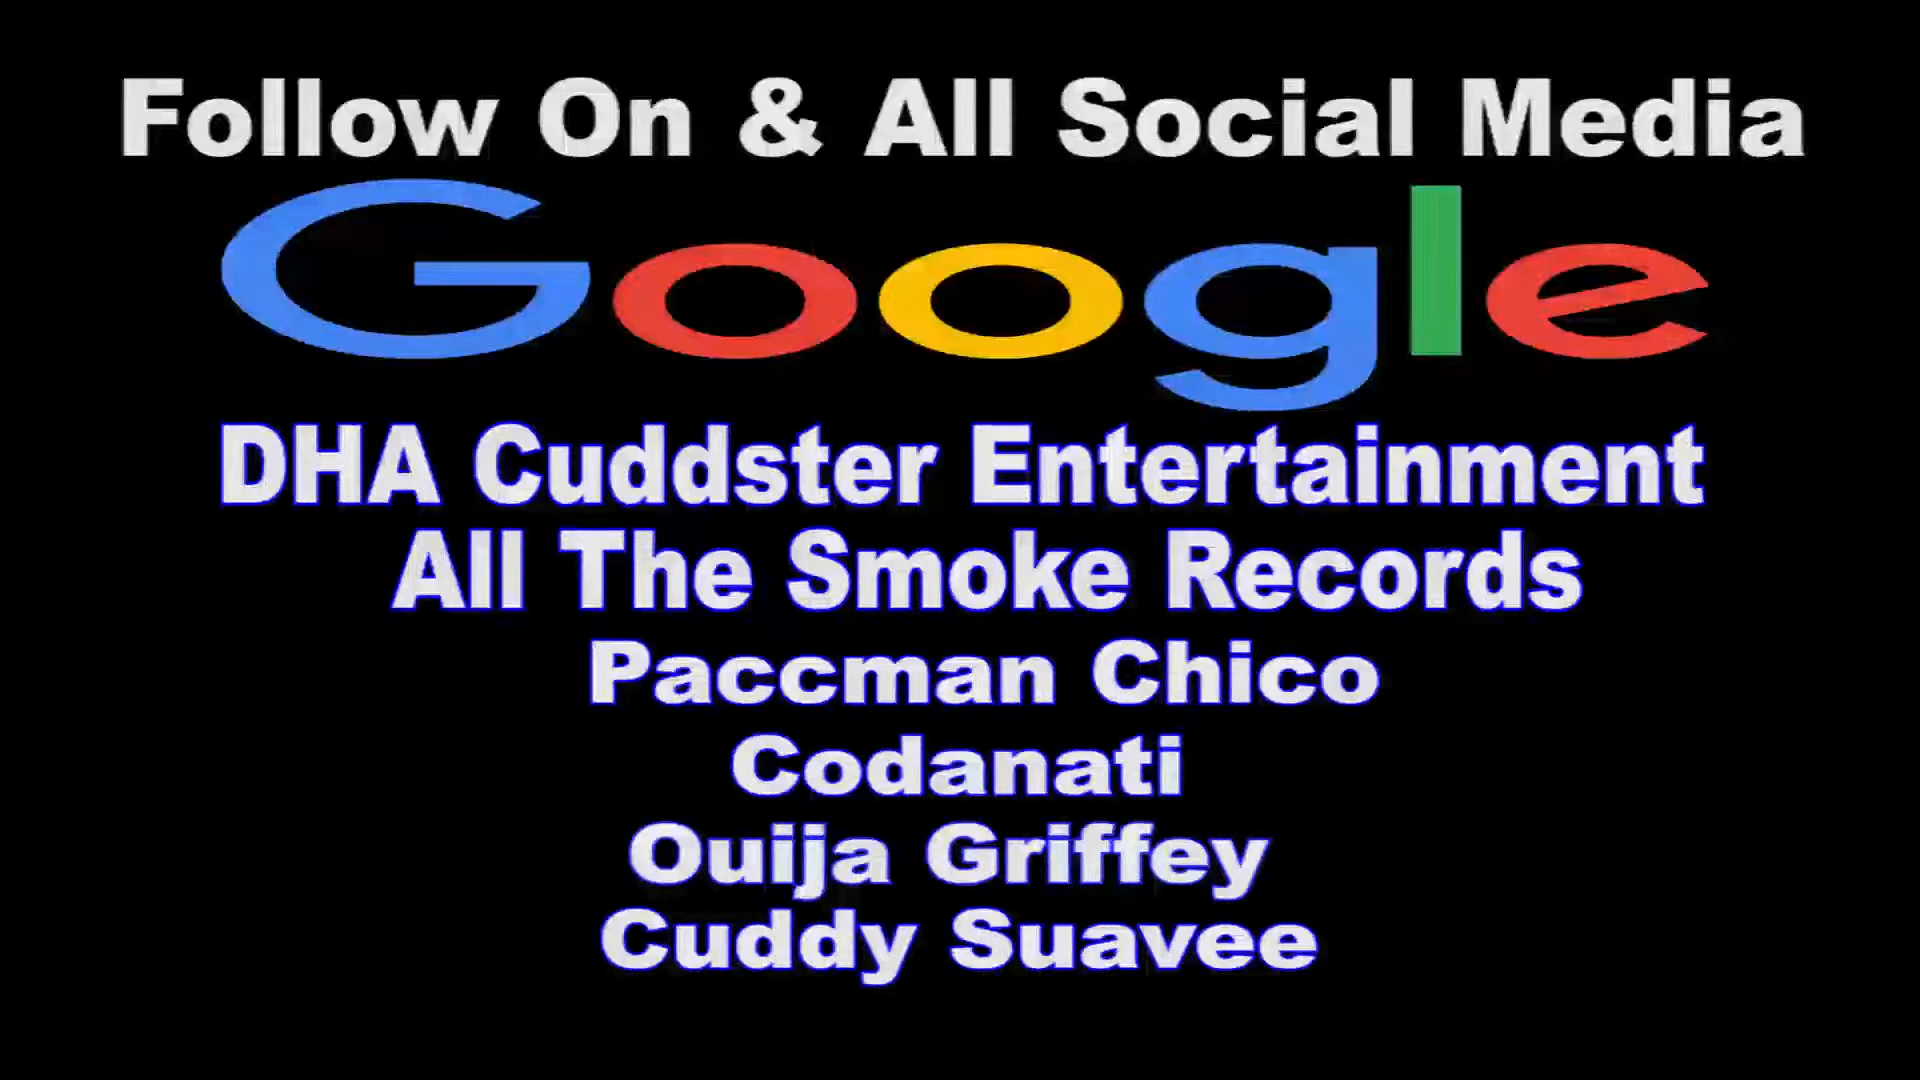 Follow On & All Social Media
Google
DHA Cuddster Entertainment
All The Smoke Records
Paccman Chico
Codanati
Ouija Griffey
Cuddy Suavee